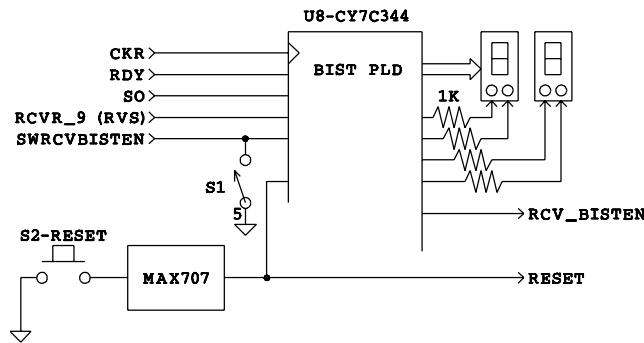 U8-CY7C344
CKR
RDY
SO
RCVR_9 (RVS)
SWRCVBISTEN
BIST PLD
1K
S1
5
RCV_BISTEN
S2-RESET
MAX707
RESET